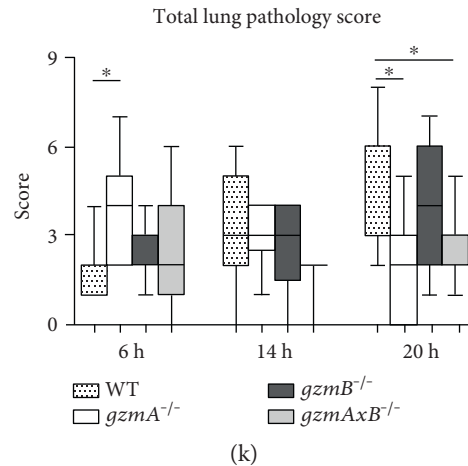 Total lung pathology score
9
6
3
0
Score
* * *
6 h 14 h 20 h
WT gzmB⁻/⁻
gzmA⁻/⁻ gzmAxB⁻/⁻
(k)